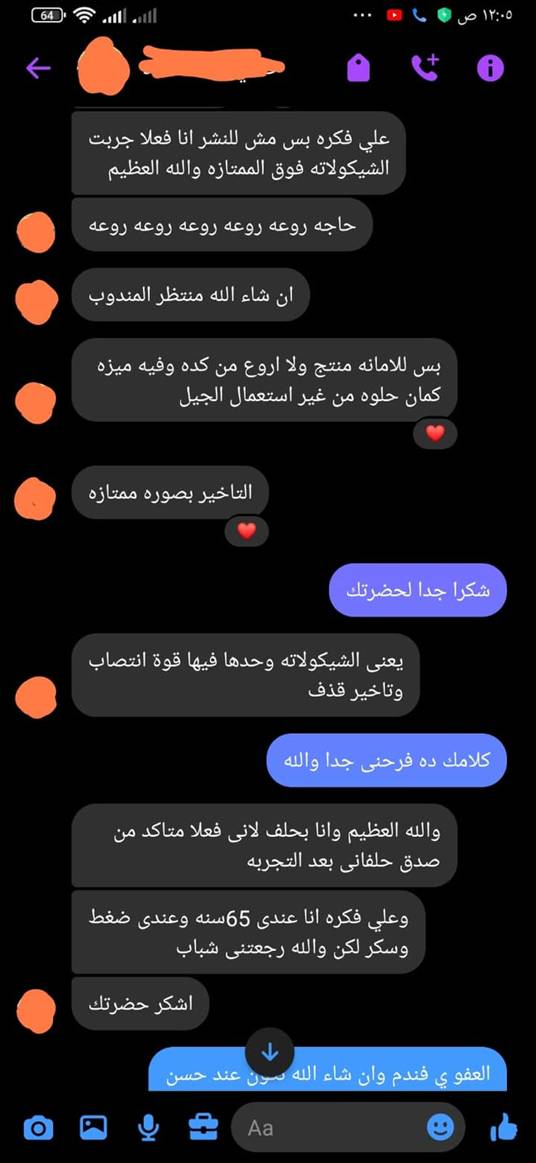 64
١٢:٠٥ ص
علي فكره بس مش للنشر انا فعلا جربت
الشيكولاته فوق الممتازه والله العظيم
حاجه روعه روعه روعه روعه روعه روعه
ان شاء الله منتظر المندوب
بس للامانه منتج ولا اروع من كده وفيه ميزه
كمان حلوه من غير استعمال الجيل
التاخير بصوره ممتازه
شكرا جدا لحضرتك
يعنى الشيكولاته وحدها فيها قوة انتصاب
وتاخير قذف
كلامك ده فرحنى جدا والله
والله العظيم وانا بحلف لانى فعلا متاكد من
صدق حلفانى بعد التجربه
وعلي فكره انا عندى 65سنه وعندى ضغط
وسكر لكن والله رجعتنى شباب
اشكر حضرتك
العفو ي فندم وان شاء الله عند حسن
Aa